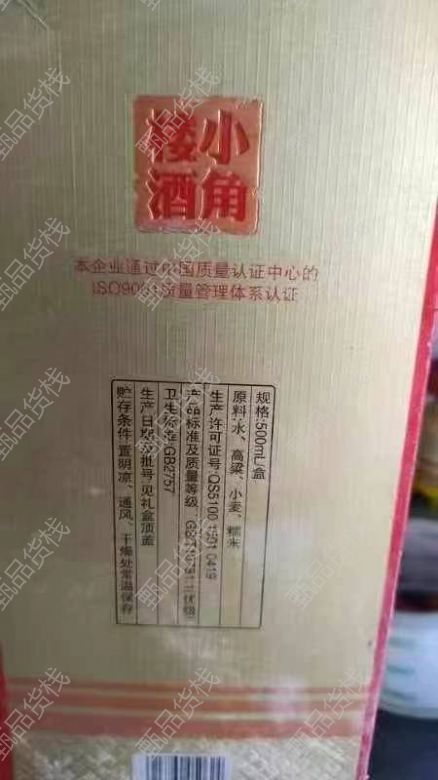 小角
楼酒
本企业通过中国质量认证中心的
ISO9001质量管理体系认证
规格:500mL/盒
原料:水、高粱、小麦、糯米
生产许可证号:QS5100 1501 0419
产品标准及质量等级:
卫生标准:GB2757
生产日期及批号:见礼盒顶盖
贮存条件:置阴凉、通风、干燥处常温保存
甄品货栈